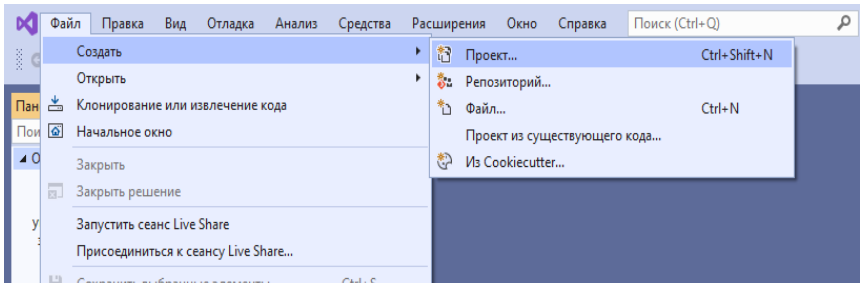 Файл Правка Вид Отладка Анализ Средства Расширения Окно Справка Поиск (Ctrl+Q)
Создать
Проект... Ctrl+Shift+N
Открыть
Репозиторий...
Клонирование или извлечение кода
Файл... Ctrl+N
Начальное окно
Проект из существующего кода...
Закрыть
Из Cookiecutter...
Закрыть решение
Запустить сеанс Live Share
Присоединиться к сеансу Live Share...